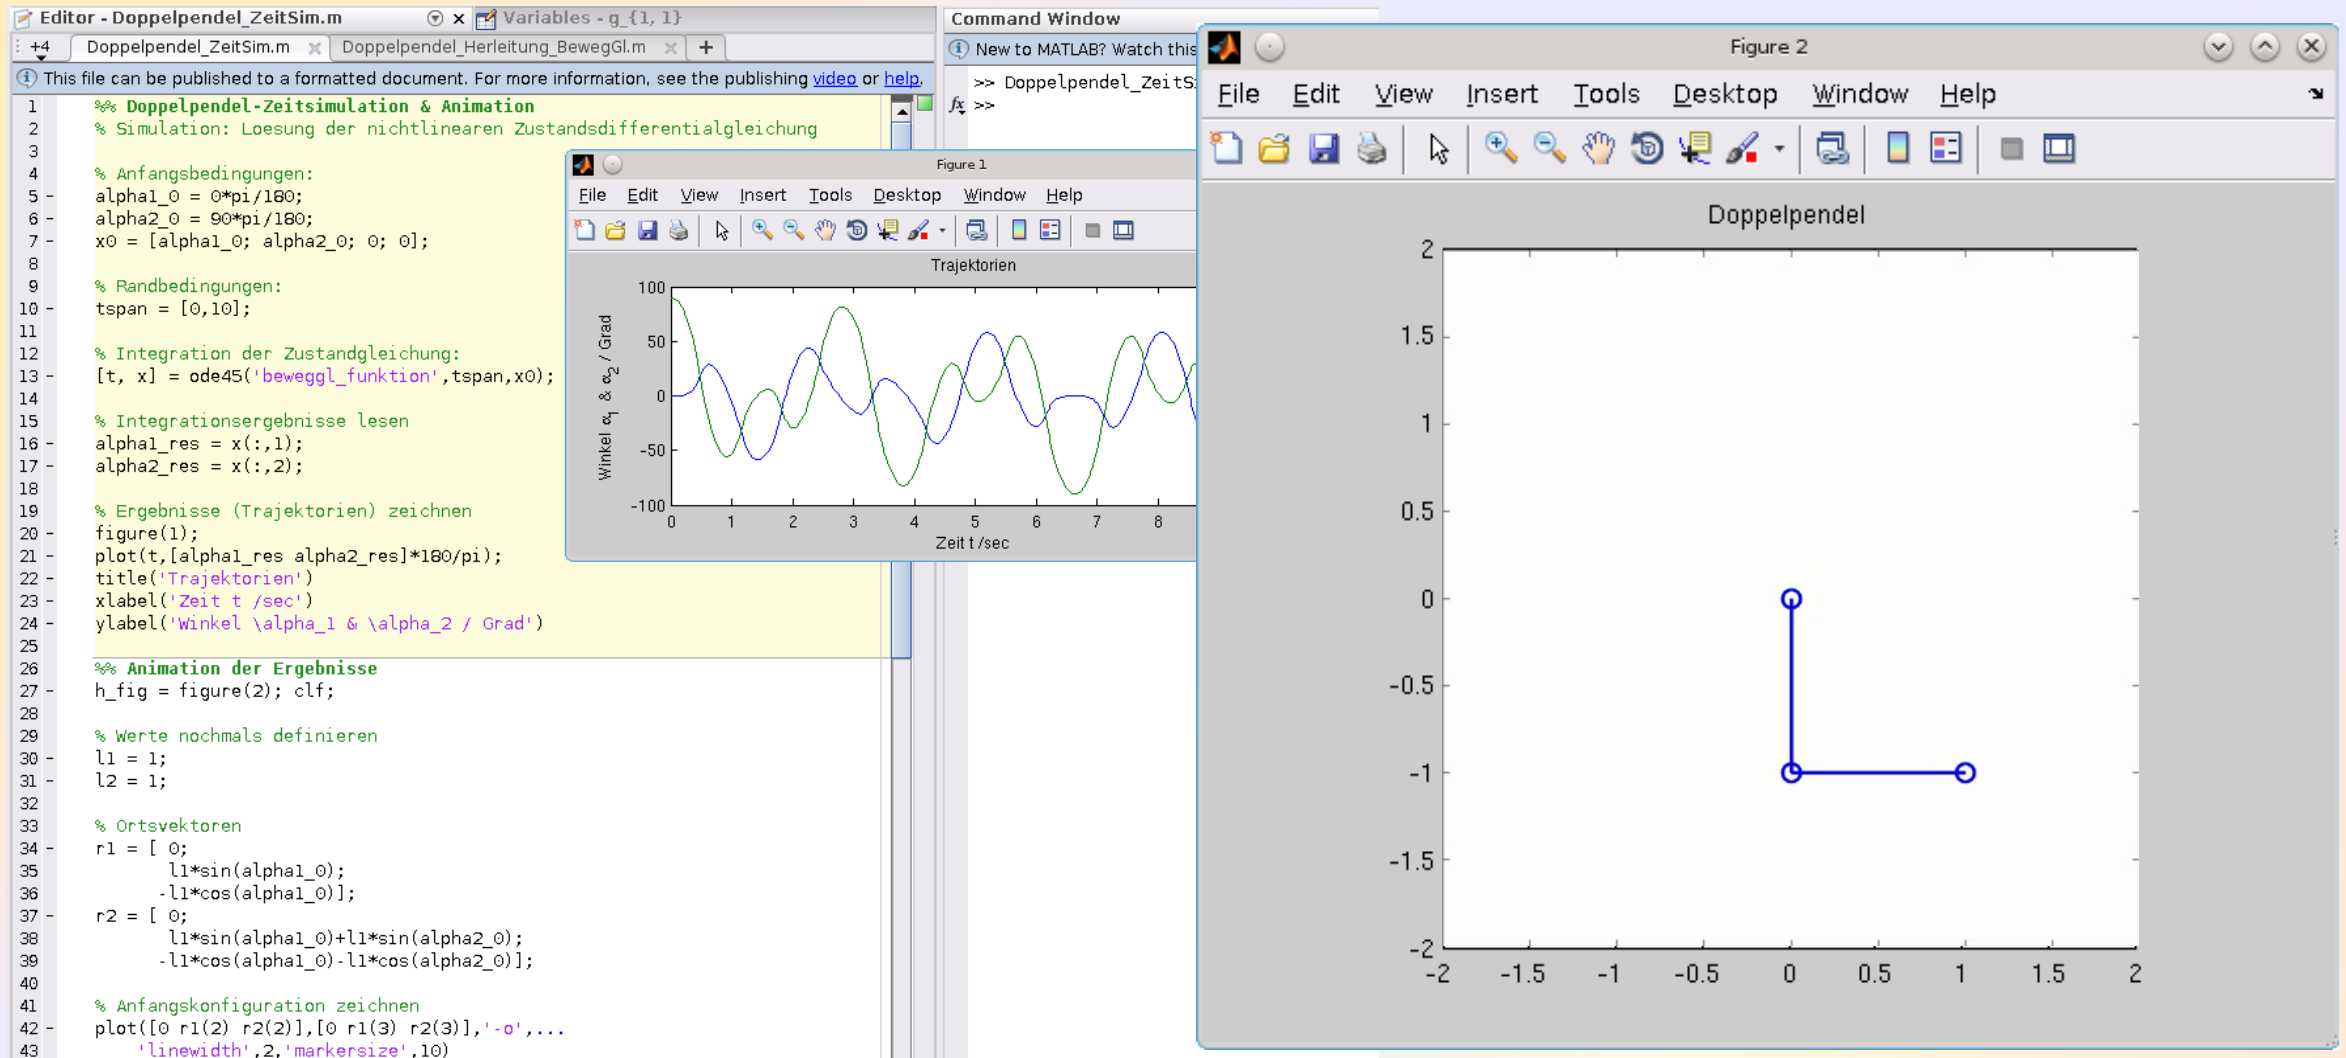 Editor - Doppelpendel_ZeitSim.m
Variables - g_{1, 1}
+4
Doppelpendel_ZeitSim.m
Doppelpendel_Herleitung_BewegGl.m
+
This file can be published to a formatted document. For more information, see the publishing video or help.
1 %% Doppelpendel-Zeitsimulation & Animation
2 % Simulation: Loesung der nichtlinearen Zustandsdifferentialgleichung
3
4 % Anfangsbedingungen:
5 - alpha1_0 = 0*pi/180;
6 - alpha2_0 = 90*pi/180;
7 - x0 = [alpha1_0; alpha2_0; 0; 0];
8
9 % Randbedingungen:
10 - tspan = [0,10];
11
12 % Integration der Zustandgleichung:
13 - [t, x] = ode45('beweggl_funktion',tspan,x0);
14
15 % Integrationsergebnisse lesen
16 - alpha1_res = x(:,1);
17 - alpha2_res = x(:,2);
18
19 % Ergebnisse (Trajektorien) zeichnen
20 - figure(1);
21 - plot(t,[alpha1_res alpha2_res]*180/pi);
22 - title('Trajektorien')
23 - xlabel('Zeit t /sec')
24 - ylabel('Winkel \alpha_1 & \alpha_2 / Grad')
25
26 %% Animation der Ergebnisse
27 - h_fig = figure(2); clf;
28
29 % Werte nochmals definieren
30 - l1 = 1;
31 - l2 = 1;
32
33 % Ortsvektoren
34 - r1 = [ 0;
35 l1*sin(alpha1_0);
36 -l1*cos(alpha1_0)];
37 - r2 = [ 0;
38 l1*sin(alpha1_0)+l1*sin(alpha2_0);
39 -l1*cos(alpha1_0)-l1*cos(alpha2_0)];
40
41 % Anfangskonfiguration zeichnen
42 - plot([0 r1(2) r2(2)],[0 r1(3) r2(3)],'-o',...
43 'linewidth',2,'markersize',10)
Command Window
New to MATLAB? Watch this
>> Doppelpendel_ZeitS
fx >>
Figure 1
File Edit View Insert Tools Desktop Window Help
Trajektorien
100
50
0
-50
-100
Winkel α1 & α2 / Grad
0 1 2 3 4 5 6 7 8
Zeit t /sec
Figure 2
File Edit View Insert Tools Desktop Window Help
Doppelpendel
2
1.5
1
0.5
0
-0.5
-1
-1.5
-2
-2 -1.5 -1 -0.5 0 0.5 1 1.5 2